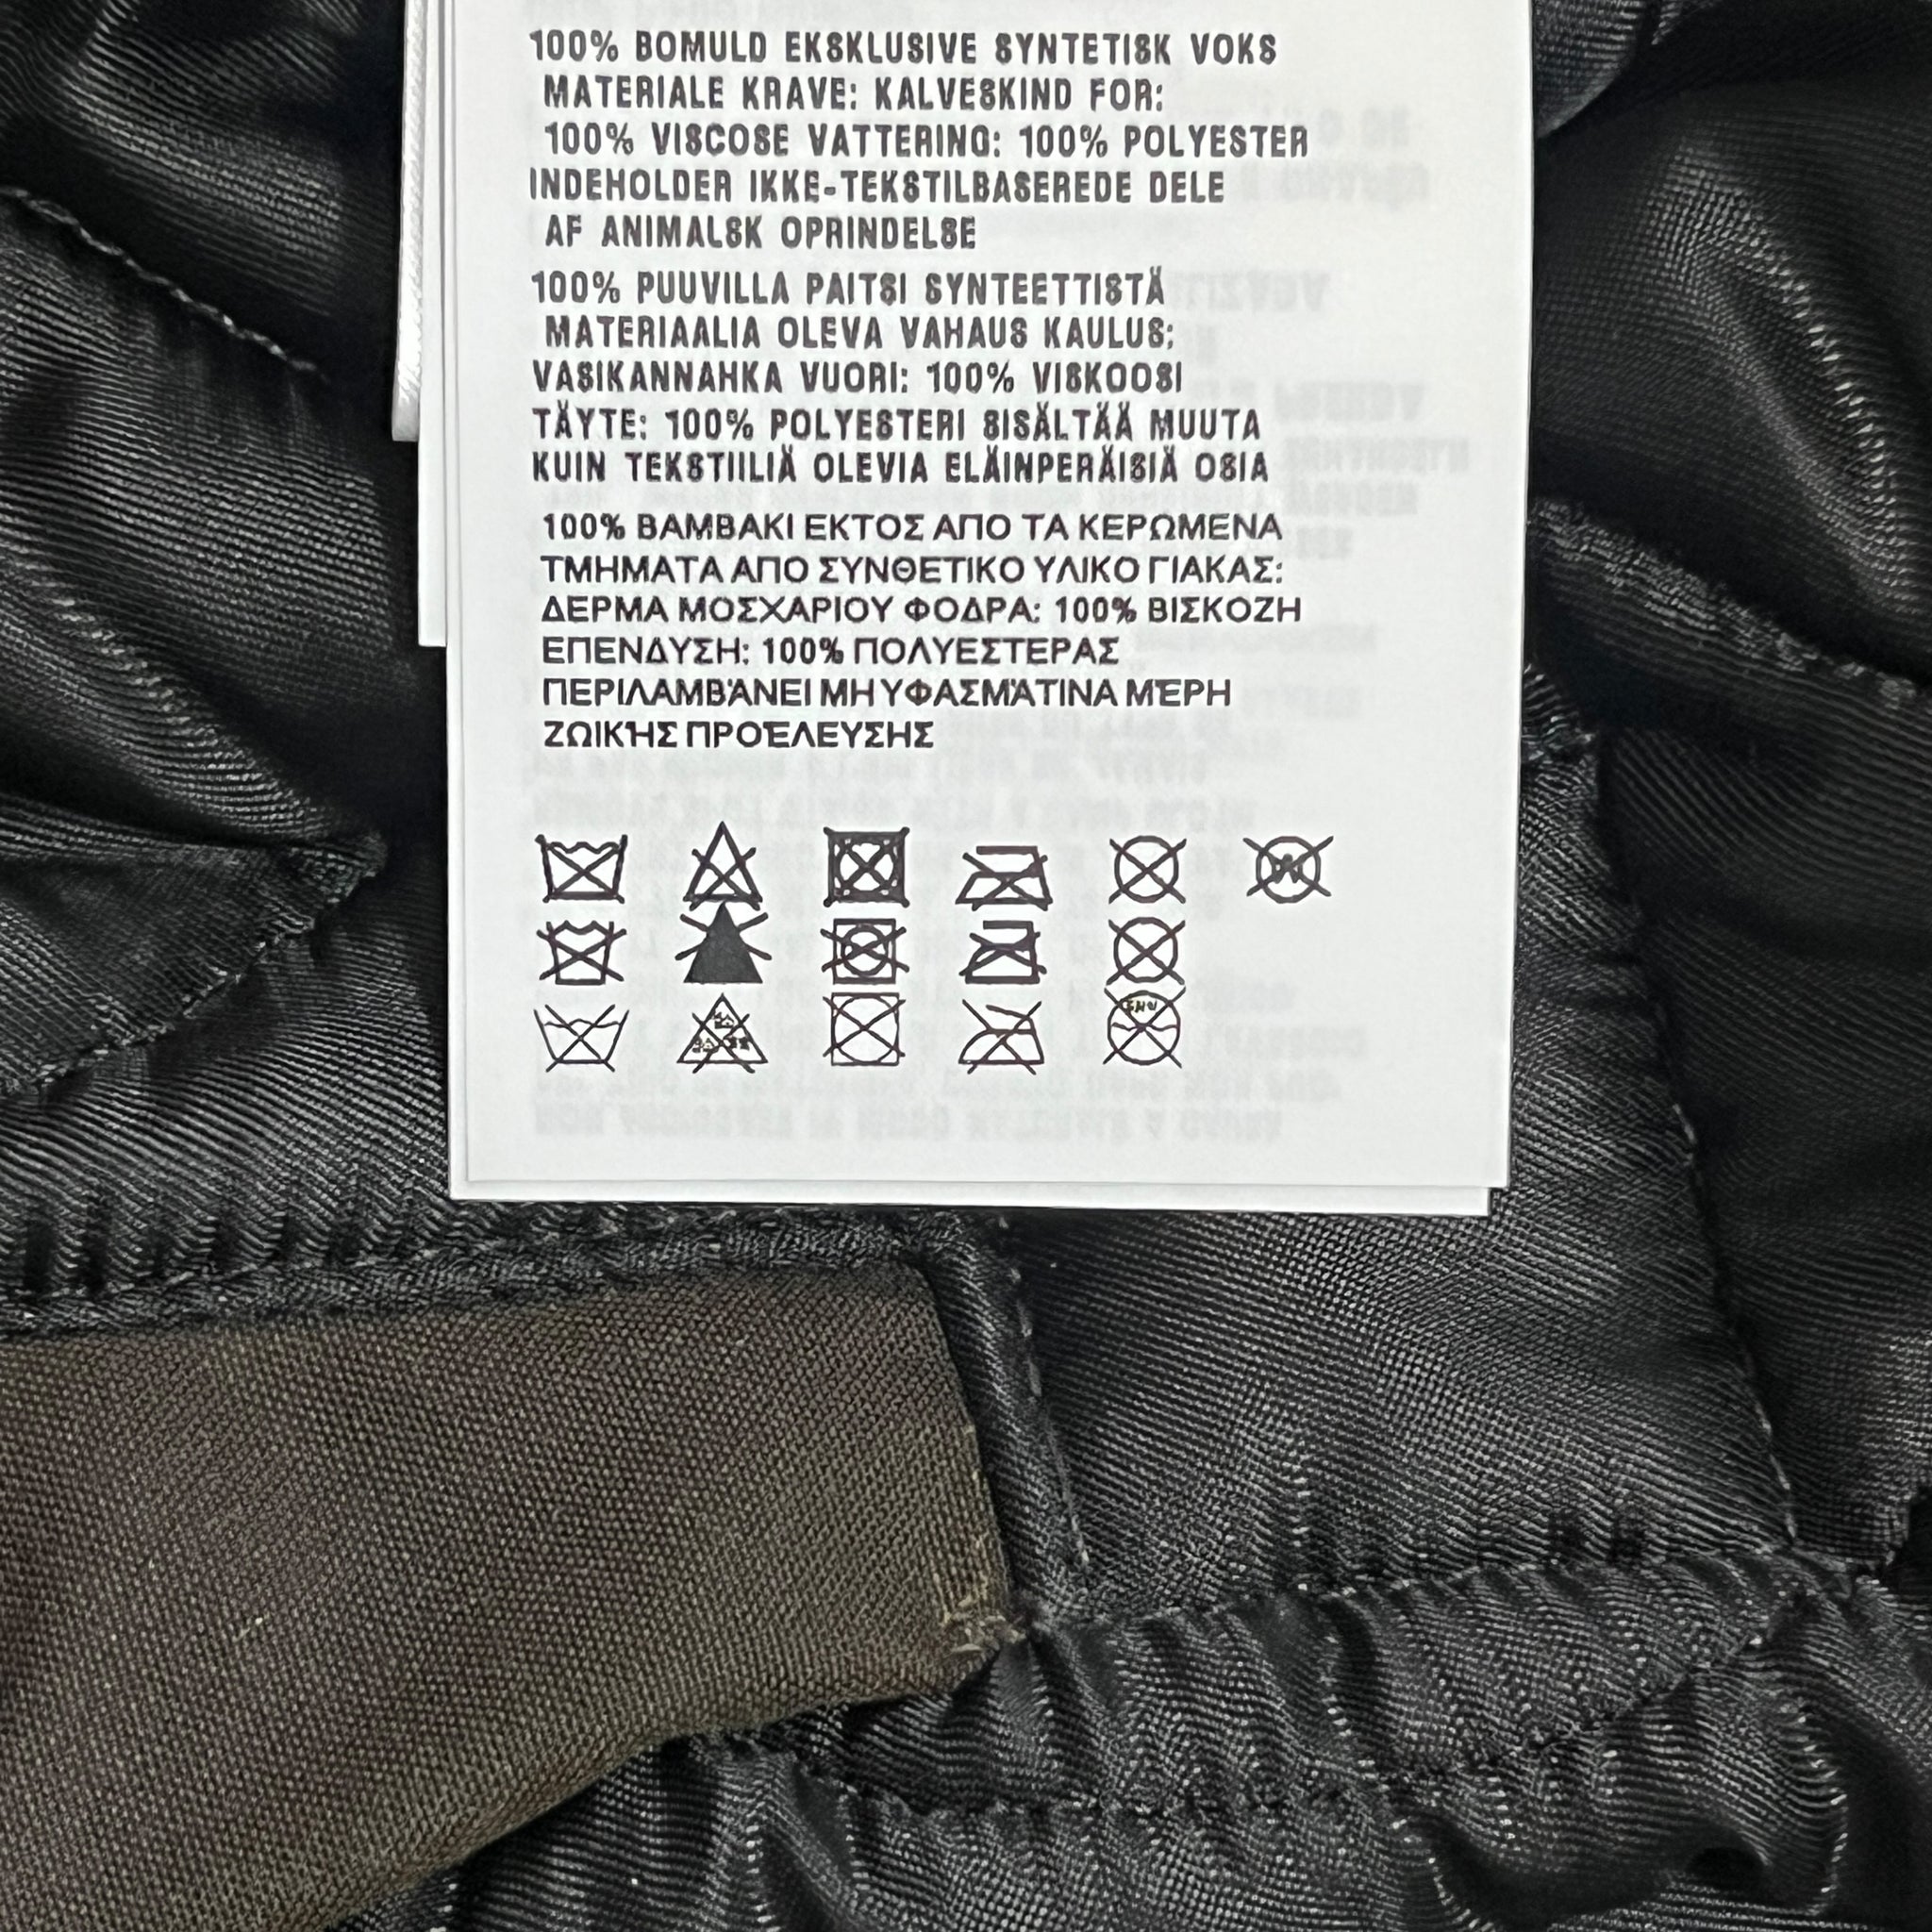 100% BOMULD EKSKLUSIVE SYNTETISK VOKS
MATERIALE KRAVE: KALVESKIND FOR:
100% VISCOSE VATTERING: 100% POLYESTER
INDEHOLDER IKKE-TEKSTILBASEREDE DELE
AF ANIMALSK OPRINDELSE
100% PUUVILLA PAITSI SYNTEETTISTÄ
MATERIAALIA OLEVA VAHAUS KAULUS:
VASIKANNAHKA VUORI: 100% VISKOOSI
TÄYTE: 100% POLYESTERI SISÄLTÄÄ MUUTA
KUIN TEKSTIILIÄ OLEVIA ELÄINPERÄISIÄ OSIA
100% ΒΑΜΒΑΚΙ ΕΚΤΟΣ ΑΠΟ ΤΑ ΚΕΡΩΜΕΝΑ
ΤΜΗΜΑΤΑ ΑΠΟ ΣΥΝΘΕΤΙΚΟ ΥΛΙΚΟ ΓΙΑΚΑΣ:
ΔΕΡΜΑ ΜΟΣΧΑΡΙΟΥ ΦΟΔΡΑ: 100% ΒΙΣΚΟΖΗ
ΕΠΕΝΔΥΣΗ: 100% ΠΟΛΥΕΣΤΕΡΑΣ
ΠΕΡΙΛΑΜΒΆΝΕΙ ΜΗ ΥΦΑΣΜΆΤΙΝΑ ΜΈΡΗ
ΖΩΙΚΉΣ ΠΡΟΈΛΕΥΣΗΣ